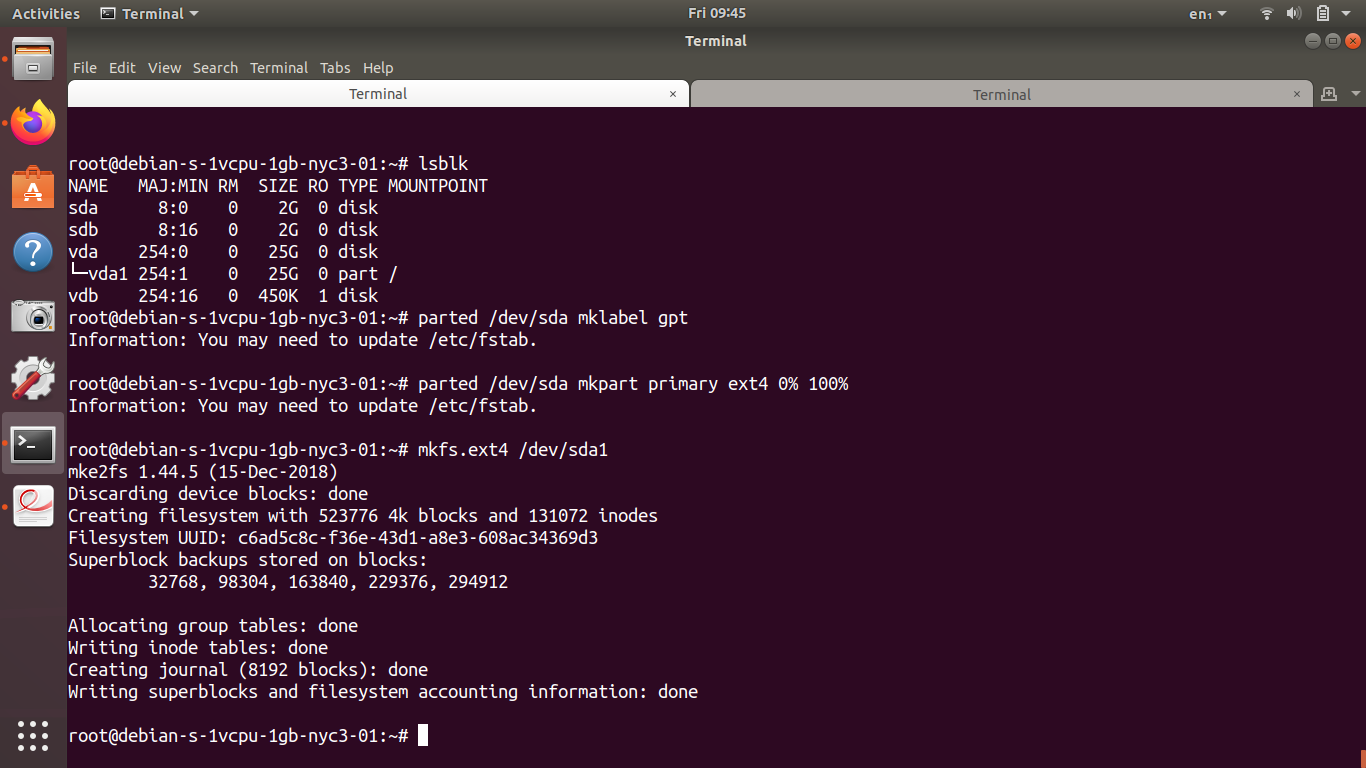 Activities Terminal Fri 09:45 en₁
Terminal
File Edit View Search Terminal Tabs Help
Terminal × Terminal ×
root@debian-s-1vcpu-1gb-nyc3-01:~# lsblk
NAME   MAJ:MIN RM  SIZE RO TYPE MOUNTPOINT
sda      8:0    0    2G  0 disk
sdb      8:16   0    2G  0 disk
vda    254:0    0   25G  0 disk
└─vda1 254:1    0   25G  0 part /
vdb    254:16   0  450K  1 disk
root@debian-s-1vcpu-1gb-nyc3-01:~# parted /dev/sda mklabel gpt
Information: You may need to update /etc/fstab.
root@debian-s-1vcpu-1gb-nyc3-01:~# parted /dev/sda mkpart primary ext4 0% 100%
Information: You may need to update /etc/fstab.
root@debian-s-1vcpu-1gb-nyc3-01:~# mkfs.ext4 /dev/sda1
mke2fs 1.44.5 (15-Dec-2018)
Discarding device blocks: done
Creating filesystem with 523776 4k blocks and 131072 inodes
Filesystem UUID: c6ad5c8c-f36e-43d1-a8e3-608ac34369d3
Superblock backups stored on blocks:
        32768, 98304, 163840, 229376, 294912
Allocating group tables: done
Writing inode tables: done
Creating journal (8192 blocks): done
Writing superblocks and filesystem accounting information: done
root@debian-s-1vcpu-1gb-nyc3-01:~#